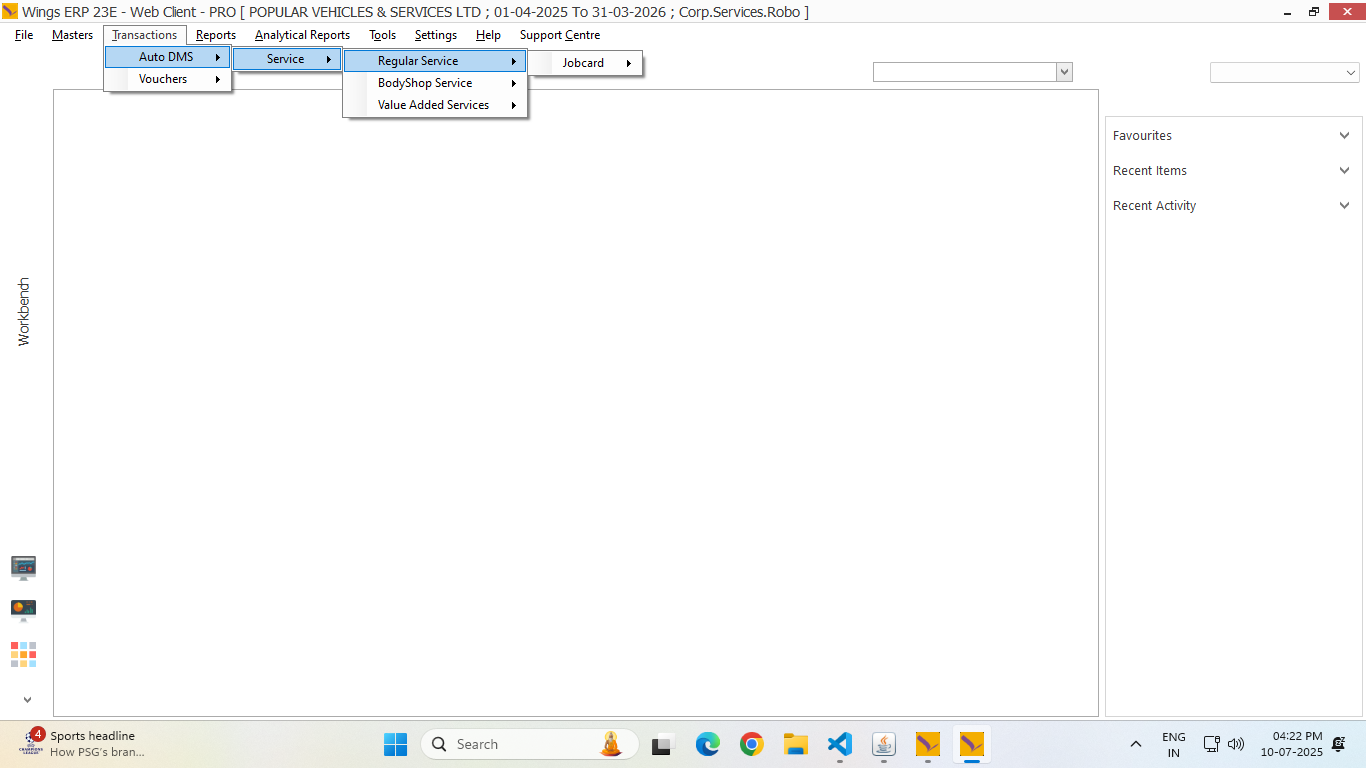 Wings ERP 23E - Web Client - PRO [ POPULAR VEHICLES & SERVICES LTD ; 01-04-2025 To 31-03-2026 ; Corp.Services.Robo ]
File Masters Transactions Reports Analytical Reports Tools Settings Help Support Centre
Auto DMS
Vouchers
Service
Regular Service
BodyShop Service
Value Added Services
Jobcard
Favourites
Recent Items
Recent Activity
Workbench
4
Sports headline
How PSG's bran...
Search
ENG
IN
04:22 PM
10-07-2025